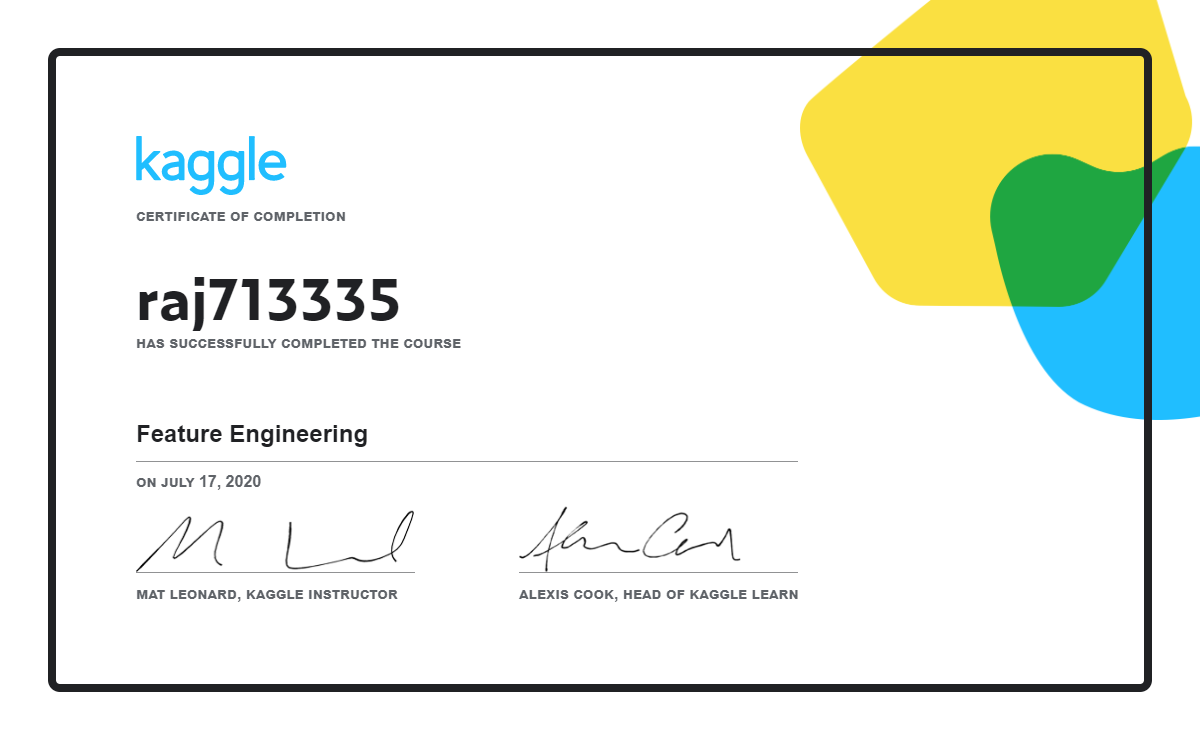 kaggle
CERTIFICATE OF COMPLETION
raj713335
HAS SUCCESSFULLY COMPLETED THE COURSE
Feature Engineering
ON JULY 17, 2020
MAT LEONARD, KAGGLE INSTRUCTOR
ALEXIS COOK, HEAD OF KAGGLE LEARN